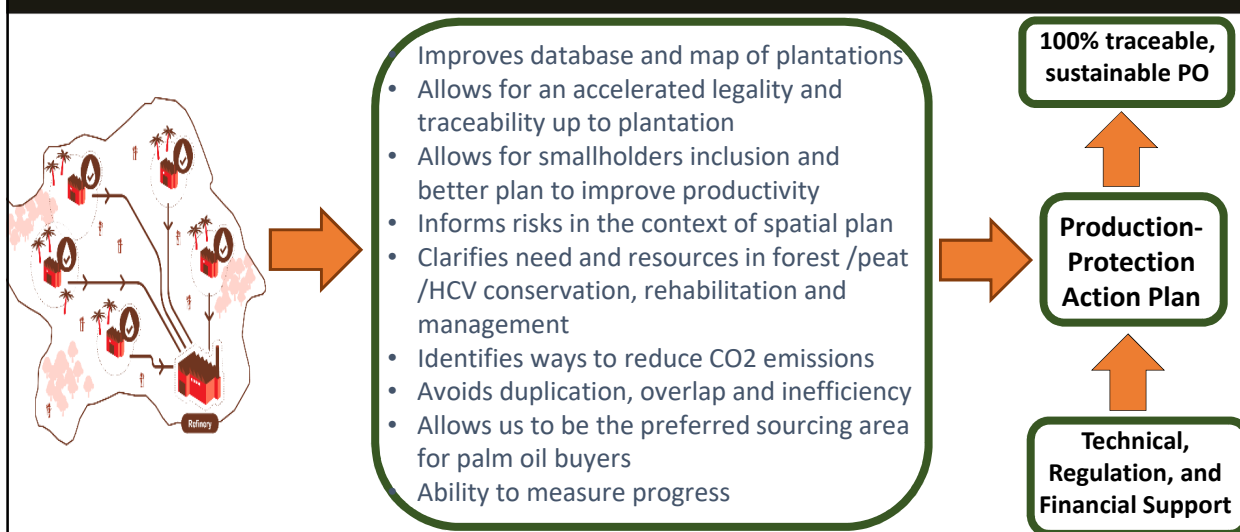 Refinery
• Improves database and map of plantations
• Allows for an accelerated legality and
traceability up to plantation
• Allows for smallholders inclusion and
better plan to improve productivity
• Informs risks in the context of spatial plan
• Clarifies need and resources in forest /peat
/HCV conservation, rehabilitation and
management
• Identifies ways to reduce CO2 emissions
• Avoids duplication, overlap and inefficiency
• Allows us to be the preferred sourcing area
for palm oil buyers
• Ability to measure progress
100% traceable,
sustainable PO
Production-
Protection
Action Plan
Technical,
Regulation, and
Financial Support